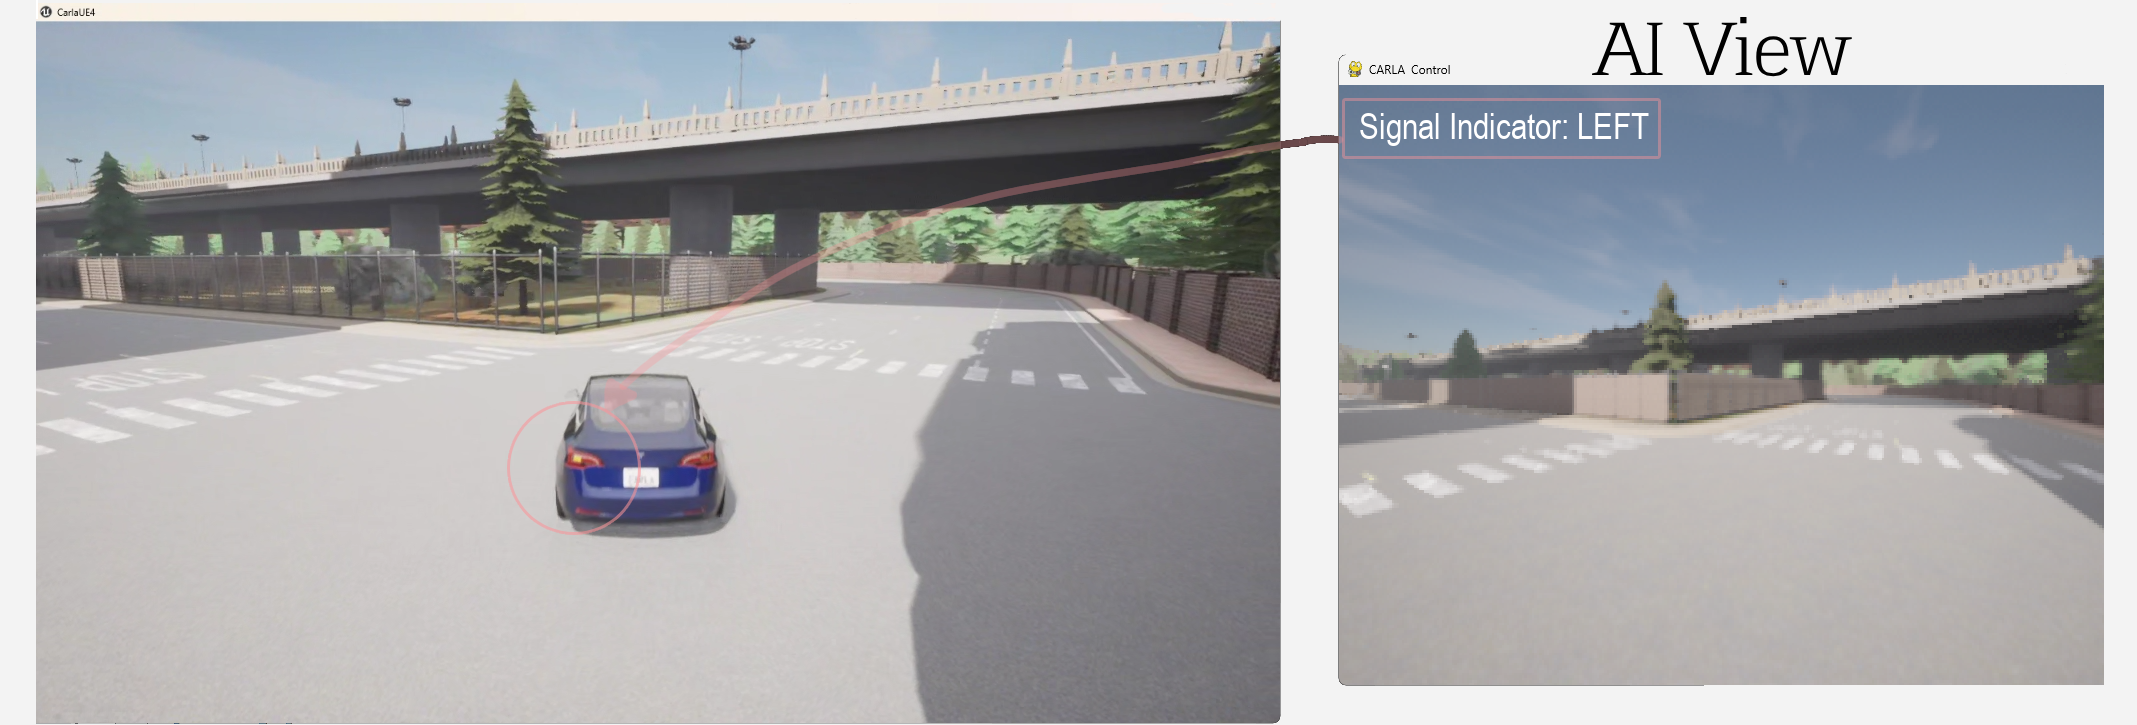 CarlaUE4
AI View
CARLA Control
Signal Indicator: LEFT
STOP
STOP
CARLA